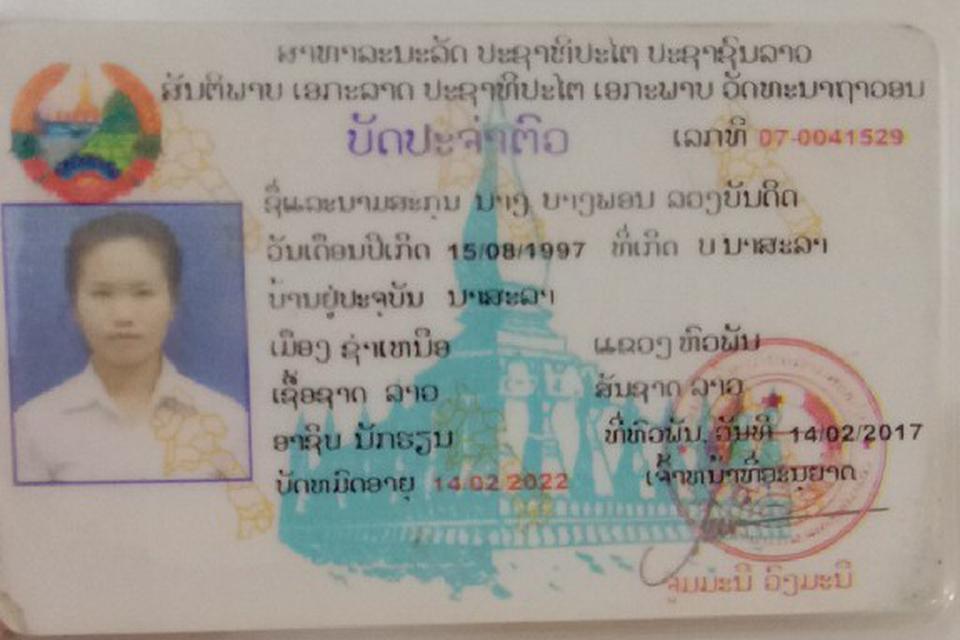 ສາທາລະນະລັດ ປະຊາທິປະໄຕ ປະຊາຊົນລາວ
ສັນຕິພາບ ເອກະລາດ ປະຊາທິປະໄຕ ເອກະພາບ ວັດທະນາຖາວອນ
ບັດປະຈຳຕົວ ເລກທີ 07-0041529
ຊື່ແລະນາມສະກຸນ ນາງ ບາງພອນ ລອງບັນດິດ
ວັນເດືອນປີເກີດ 15/08/1997 ທີ່ເກີດ ບ ນາສະລາ
ບ້ານຢູ່ປະຈຸບັນ ນາສະລາ
ເມືອງ ຊຳເຫນືອ ແຂວງ ຫົວພັນ
ເຊື້ອຊາດ ລາວ ສັນຊາດ ລາວ
ອາຊີບ ນັກຮຽນ ທີ່ຫົວພັນ, ວັນທີ 14/02/2017
ບັດຫມົດອາຍຸ 14 02 2022 ເຈົ້າຫນ້າທີ່ອະນຸຍາດ
ຈຸມມະນີ ວົງມະນີ